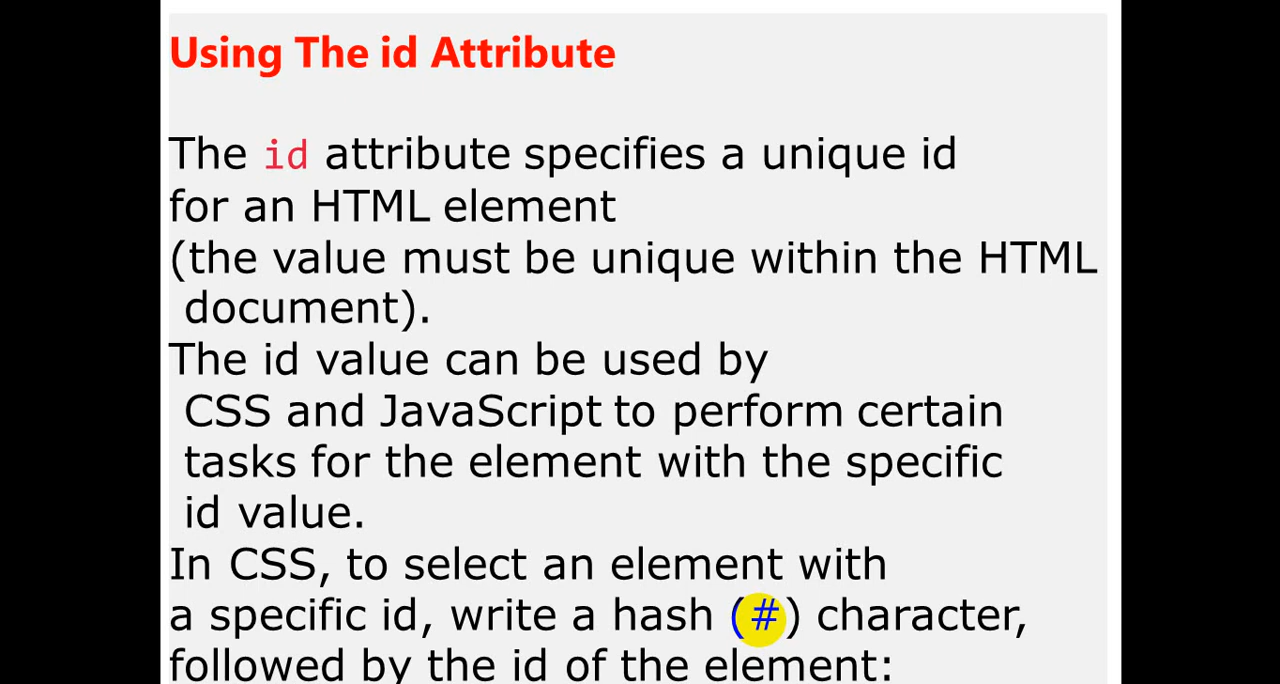 Using The id Attribute
The id attribute specifies a unique id
for an HTML element
(the value must be unique within the HTML
document).
The id value can be used by
CSS and JavaScript to perform certain
tasks for the element with the specific
id value.
In CSS, to select an element with
a specific id, write a hash (#) character,
followed by the id of the element: